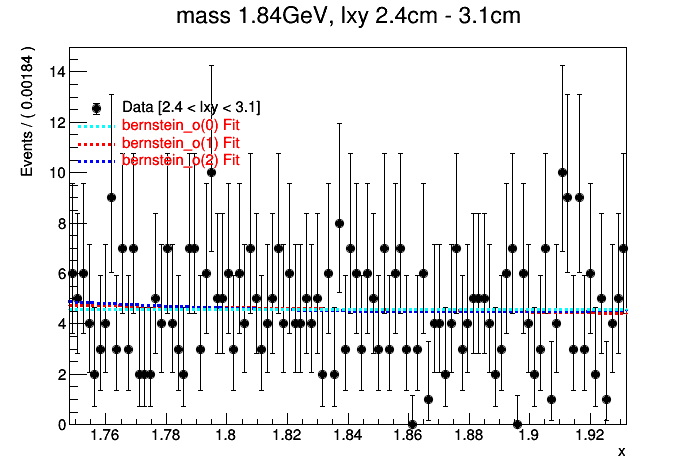 mass 1.84GeV, lxy 2.4cm - 3.1cm
Events / ( 0.00184 )
14
12
10
8
6
4
2
0
Data [2.4 < lxy < 3.1]
bernstein_o(0) Fit
bernstein_o(1) Fit
bernstein_o(2) Fit
1.76 1.78 1.8 1.82 1.84 1.86 1.88 1.9 1.92
x